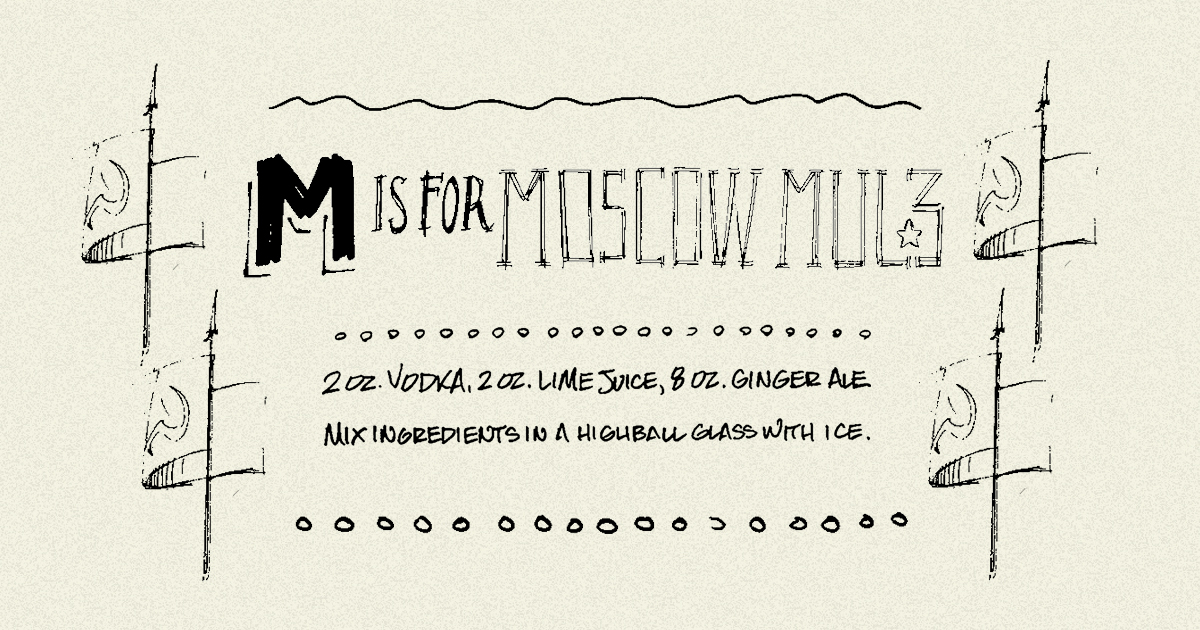 M IS FOR MOSCOW MULE
2 OZ. VODKA, 2 OZ. LIME JUICE, 8 OZ. GINGER ALE
MIX INGREDIENTS IN A HIGHBALL GLASS WITH ICE.